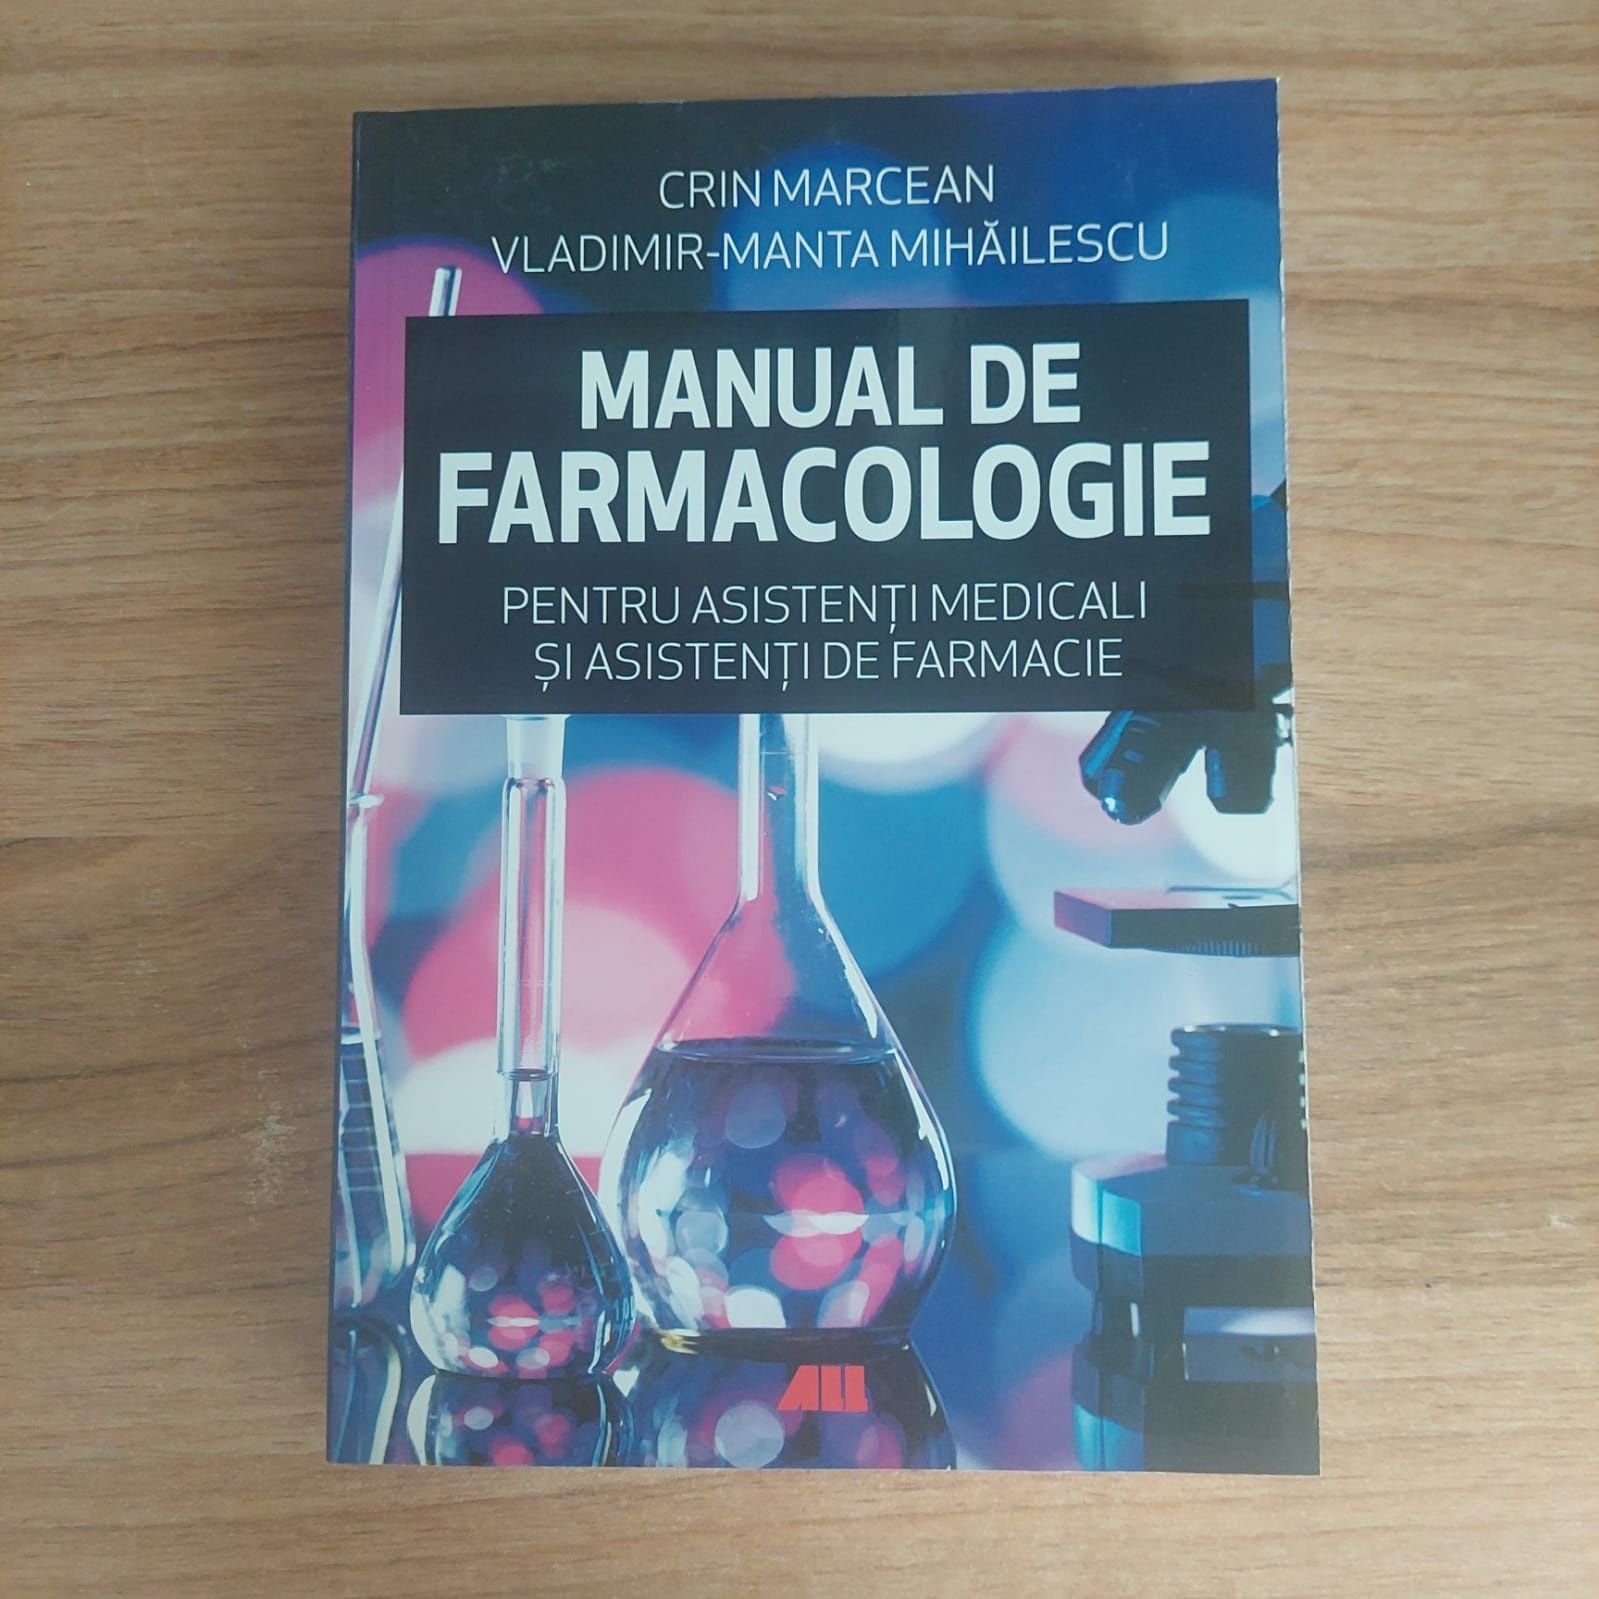 CRIN MARCEAN
VLADIMIR-MANTA MIHĂILESCU
MANUAL DE
FARMACOLOGIE
PENTRU ASISTENȚI MEDICALI
ȘI ASISTENȚI DE FARMACIE
ALL